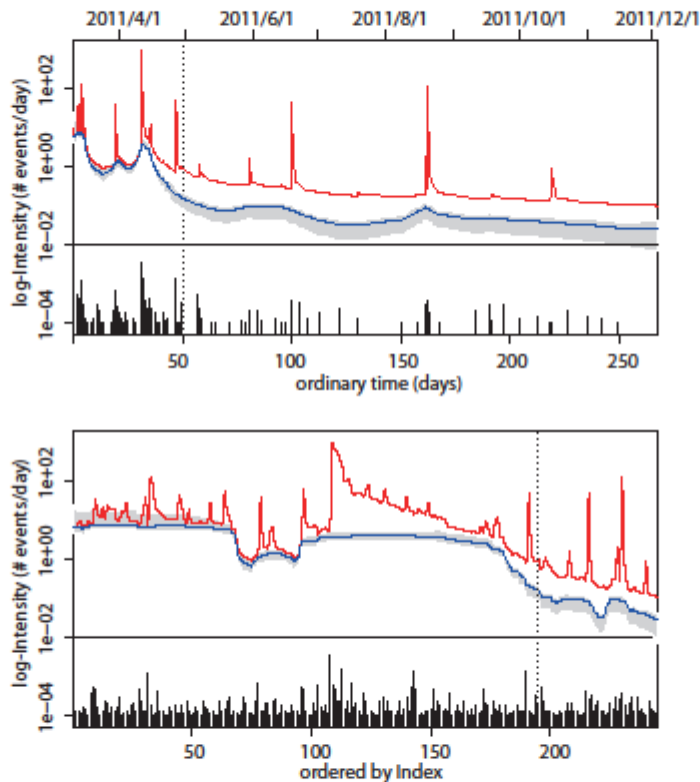 2011/4/1 2011/6/1 2011/8/1 2011/10/1 2011/12/1
log-Intensity (# events/day)
1e+02
1e+00
1e-02
1e-04
50 100 150 200 250
ordinary time (days)
log-Intensity (# events/day)
1e+02
1e+00
1e-02
1e-04
50 100 150 200
ordered by Index